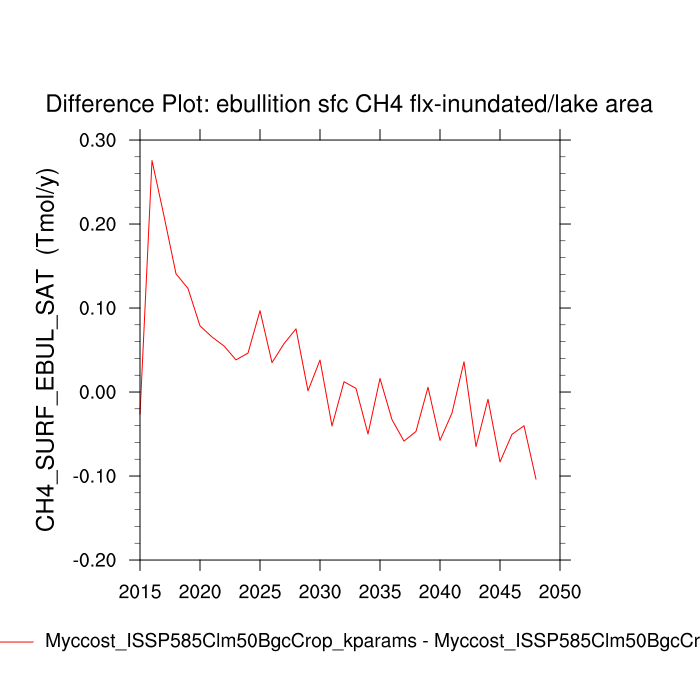 Difference Plot: ebullition sfc CH4 flx-inundated/lake area
CH4_SURF_EBUL_SAT (Tmol/y)
0.30
0.20
0.10
0.00
-0.10
-0.20
2015 2020 2025 2030 2035 2040 2045 2050
Myccost_ISSP585Clm50BgcCrop_kparams - Myccost_ISSP585Clm50BgcCr